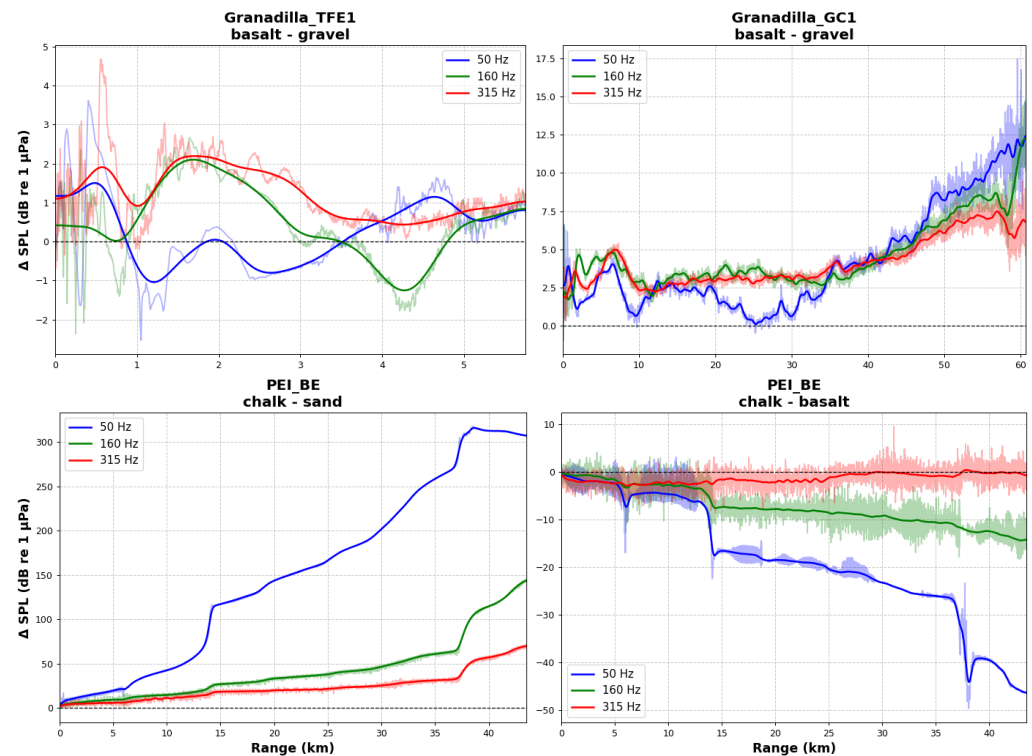 Granadilla_TFE1
basalt - gravel
Δ SPL (dB re 1 μPa)
5
4
3
2
1
0
−1
−2
50 Hz
160 Hz
315 Hz
0 1 2 3 4 5
Granadilla_GC1
basalt - gravel
17.5
15.0
12.5
10.0
7.5
5.0
2.5
0.0
50 Hz
160 Hz
315 Hz
0 10 20 30 40 50 60
PEI_BE
chalk - sand
Δ SPL (dB re 1 μPa)
300
250
200
150
100
50
0
50 Hz
160 Hz
315 Hz
0 5 10 15 20 25 30 35 40
Range (km)
PEI_BE
chalk - basalt
10
0
−10
−20
−30
−40
−50
50 Hz
160 Hz
315 Hz
0 5 10 15 20 25 30 35 40
Range (km)